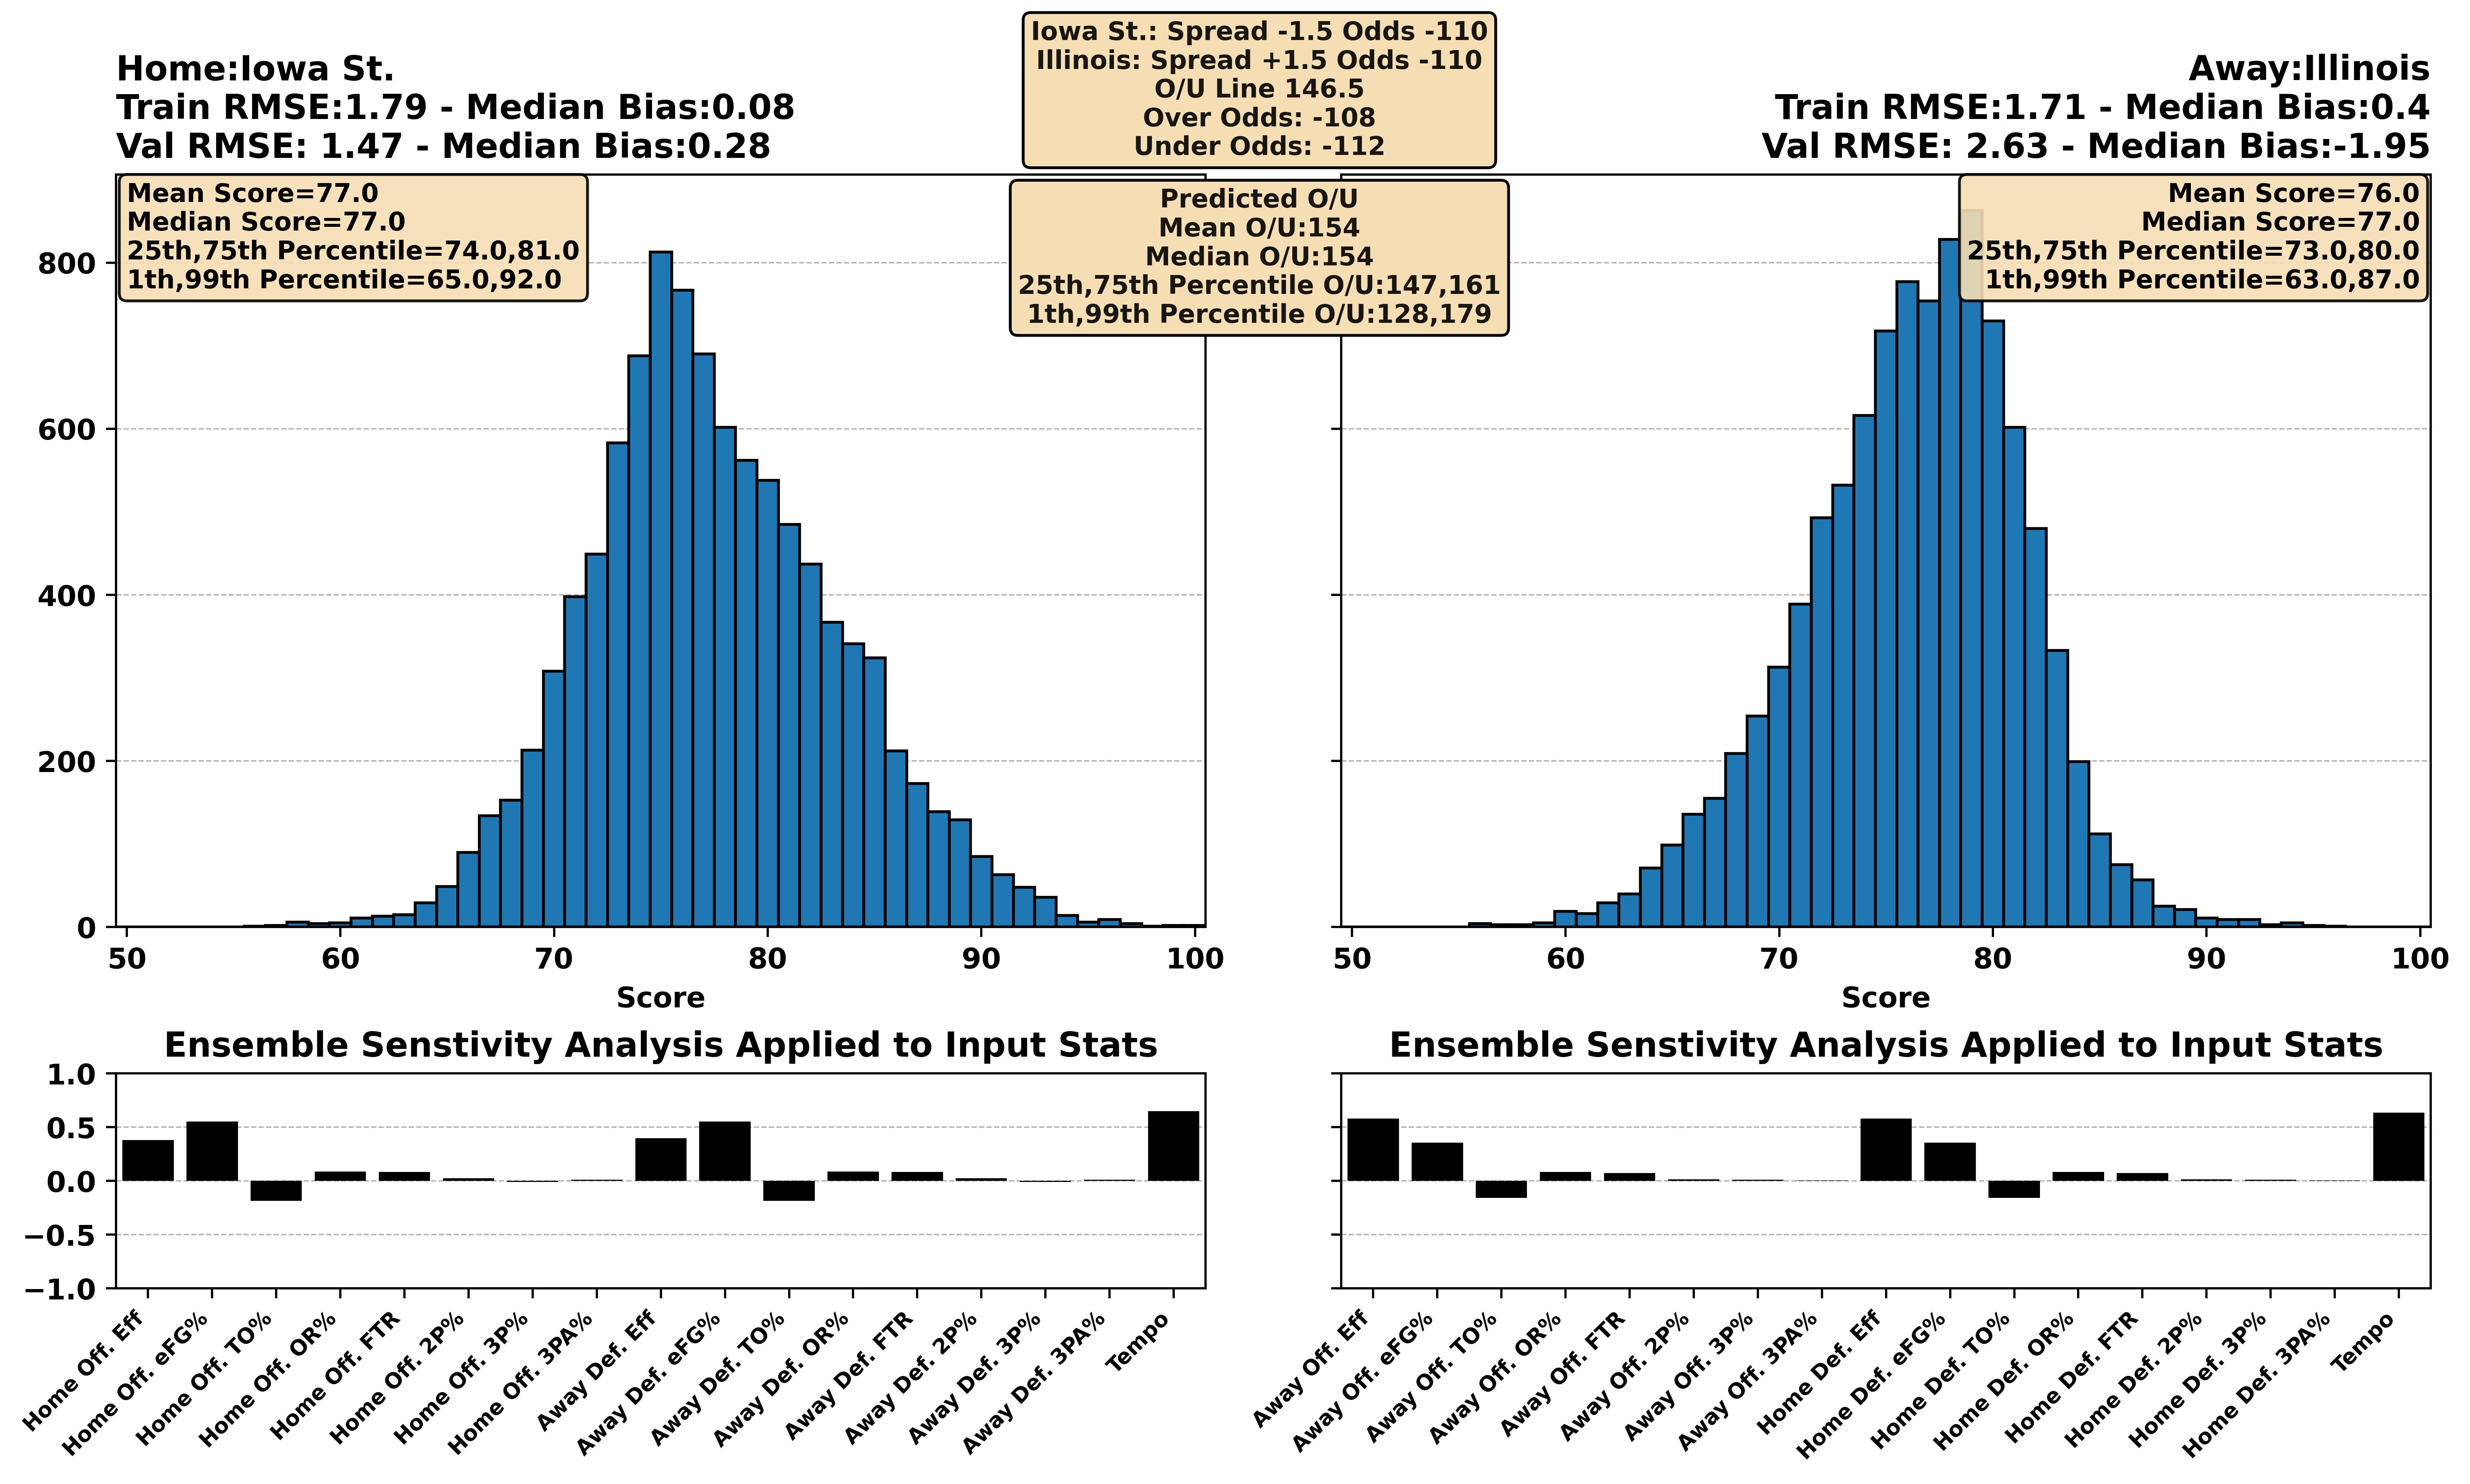 Iowa St.: Spread -1.5 Odds -110
Illinois: Spread +1.5 Odds -110
O/U Line 146.5
Over Odds: -108
Under Odds: -112
Home:Iowa St.
Train RMSE:1.79 - Median Bias:0.08
Val RMSE: 1.47 - Median Bias:0.28
Away:Illinois
Train RMSE:1.71 - Median Bias:0.4
Val RMSE: 2.63 - Median Bias:-1.95
Mean Score=77.0
Median Score=77.0
25th,75th Percentile=74.0,81.0
1th,99th Percentile=65.0,92.0
Predicted O/U
Mean O/U:154
Median O/U:154
25th,75th Percentile O/U:147,161
1th,99th Percentile O/U:128,179
Mean Score=76.0
Median Score=77.0
25th,75th Percentile=73.0,80.0
1th,99th Percentile=63.0,87.0
800
600
400
200
0
50 60 70 80 90 100
Score
50 60 70 80 90 100
Score
Ensemble Senstivity Analysis Applied to Input Stats
1.0
0.5
0.0
−0.5
−1.0
Home Off. Eff
Home Off. eFG%
Home Off. TO%
Home Off. OR%
Home Off. FTR
Home Off. 2P%
Home Off. 3P%
Home Off. 3PA%
Away Def. Eff
Away Def. eFG%
Away Def. TO%
Away Def. OR%
Away Def. FTR
Away Def. 2P%
Away Def. 3P%
Away Def. 3PA%
Tempo
Ensemble Senstivity Analysis Applied to Input Stats
Away Off. Eff
Away Off. eFG%
Away Off. TO%
Away Off. OR%
Away Off. FTR
Away Off. 2P%
Away Off. 3P%
Away Off. 3PA%
Home Def. Eff
Home Def. eFG%
Home Def. TO%
Home Def. OR%
Home Def. FTR
Home Def. 2P%
Home Def. 3P%
Home Def. 3PA%
Tempo